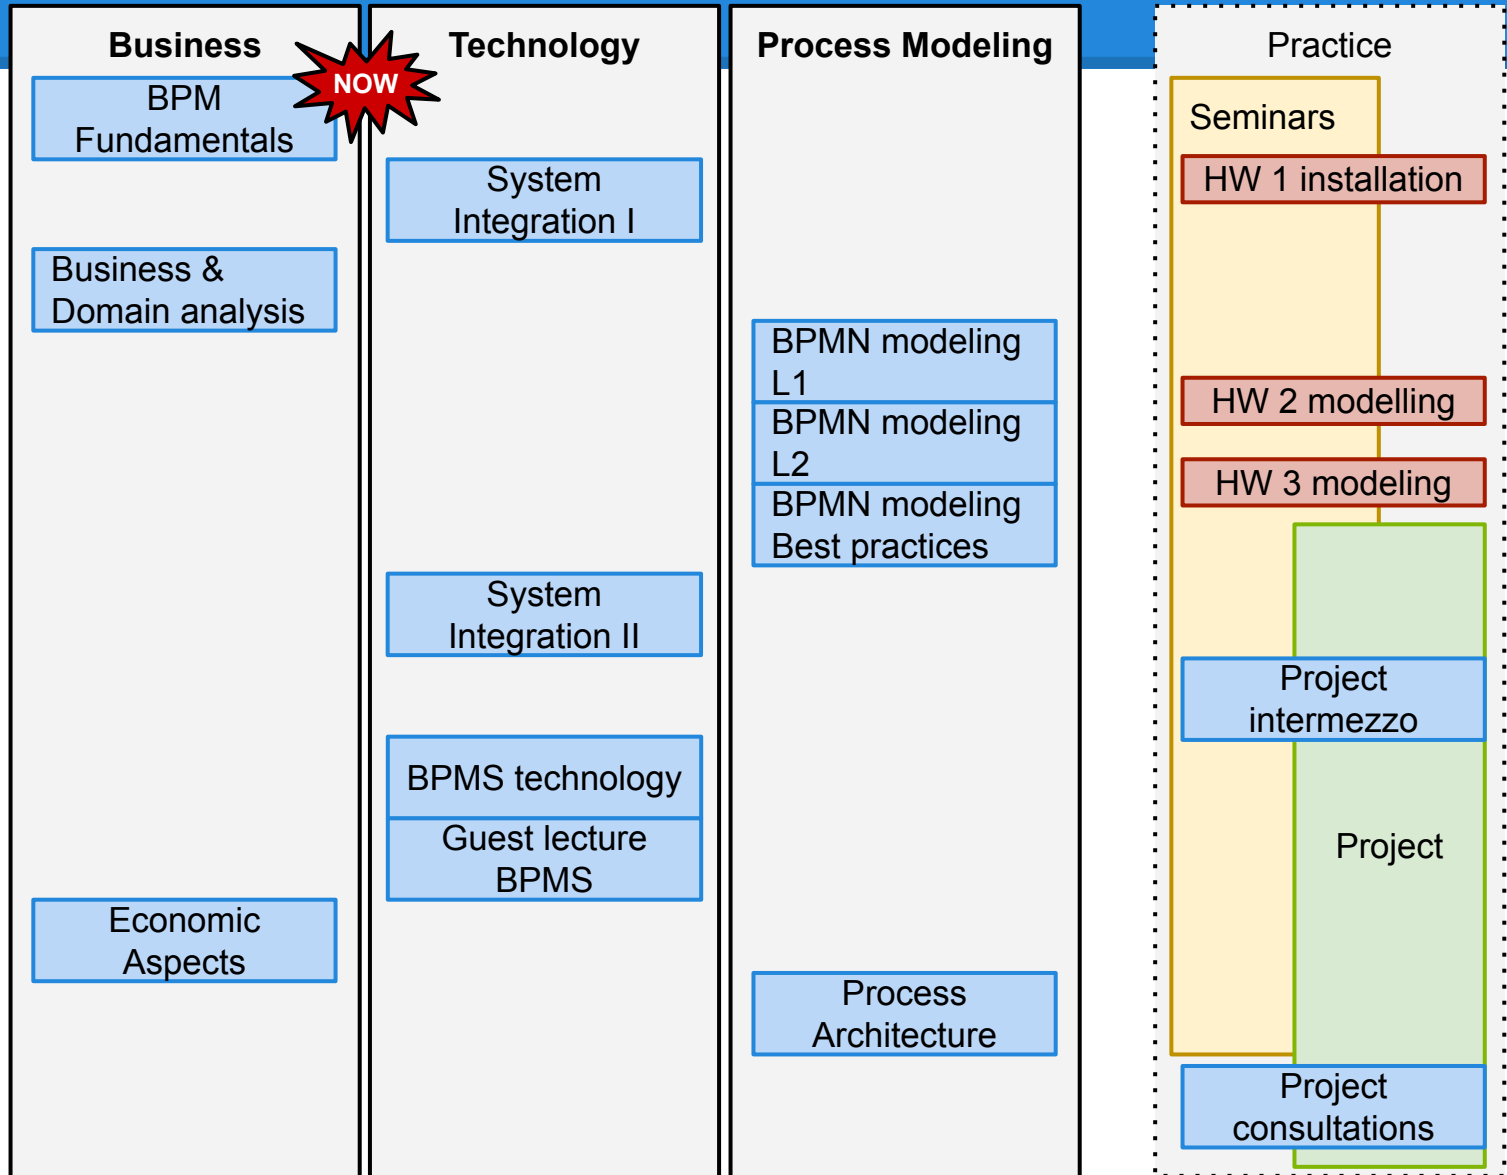 Business
NOW
BPM
Fundamentals
Business &
Domain analysis
Economic
Aspects
Technology
System
Integration I
System
Integration II
BPMS technology
Guest lecture
BPMS
Process Modeling
BPMN modeling
L1
BPMN modeling
L2
BPMN modeling
Best practices
Process
Architecture
Practice
Seminars
HW 1 installation
HW 2 modelling
HW 3 modeling
Project
intermezzo
Project
Project
consultations